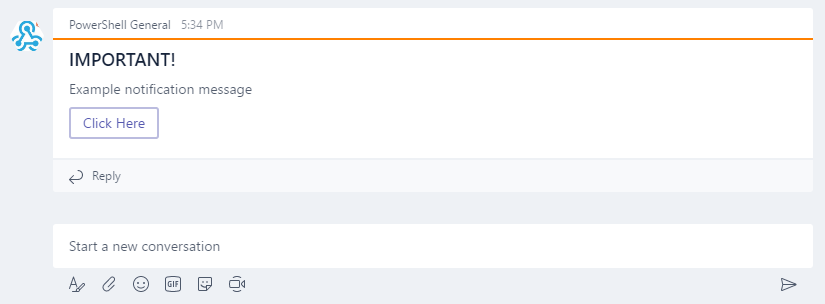 PowerShell General 5:34 PM
IMPORTANT!
Example notification message
Click Here
Reply
Start a new conversation
GIF